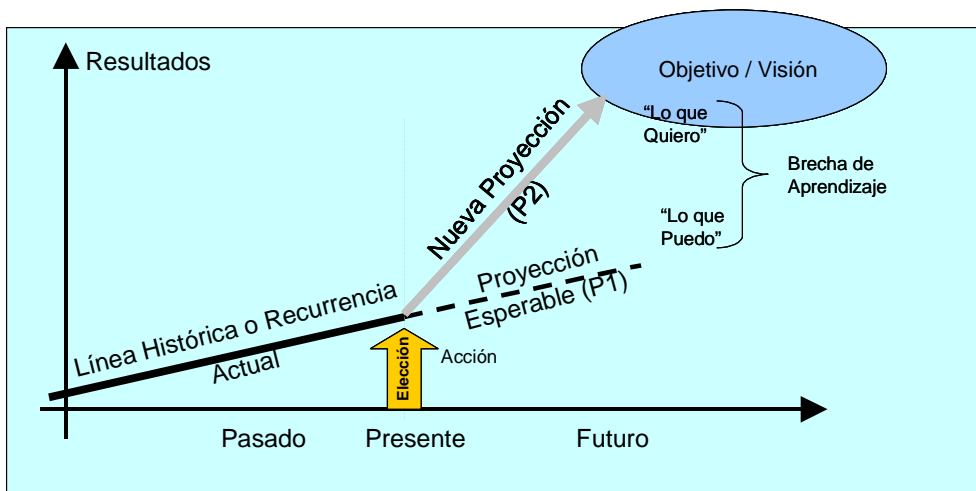 Resultados
Objetivo / Visión
“Lo que
Quiero”
Brecha de
Aprendizaje
“Lo que
Puedo”
Nueva Proyección
(P2)
Proyección
Esperable (P1)
Línea Histórica o Recurrencia
Actual
Elección
Acción
Pasado
Presente
Futuro